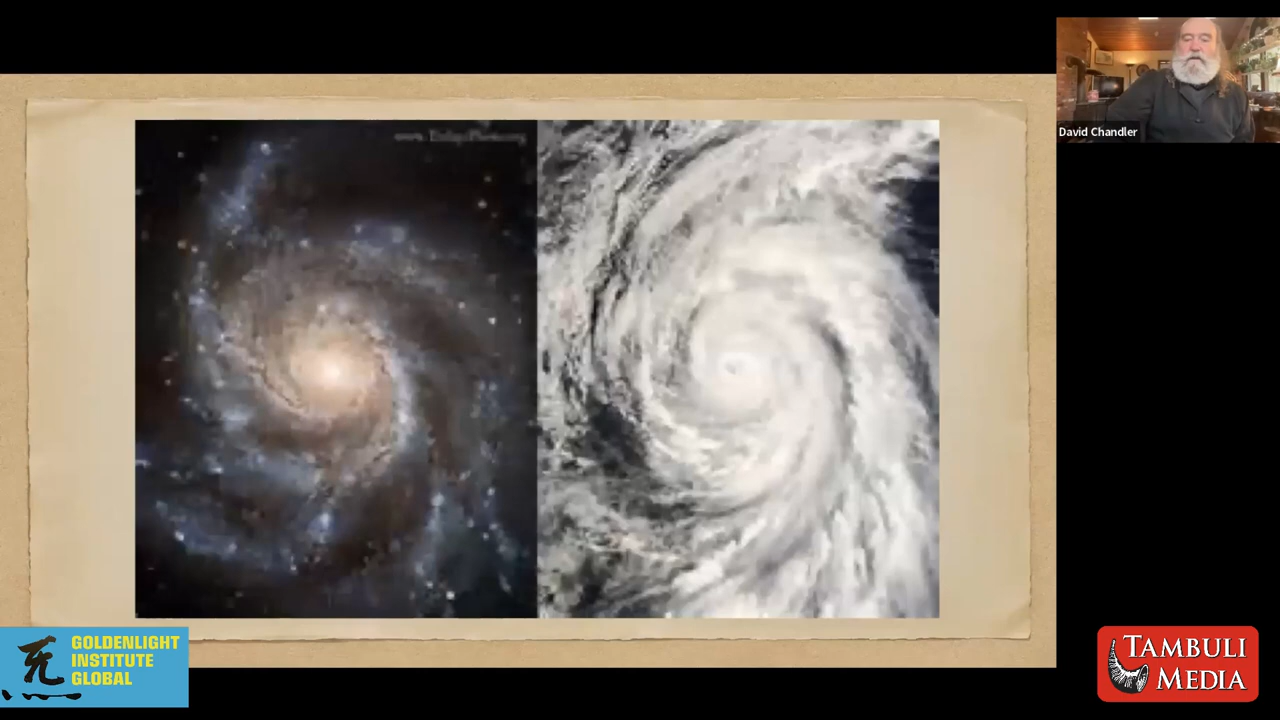 David Chandler
GOLDENLIGHT
INSTITUTE
GLOBAL
TAMBULI
MEDIA